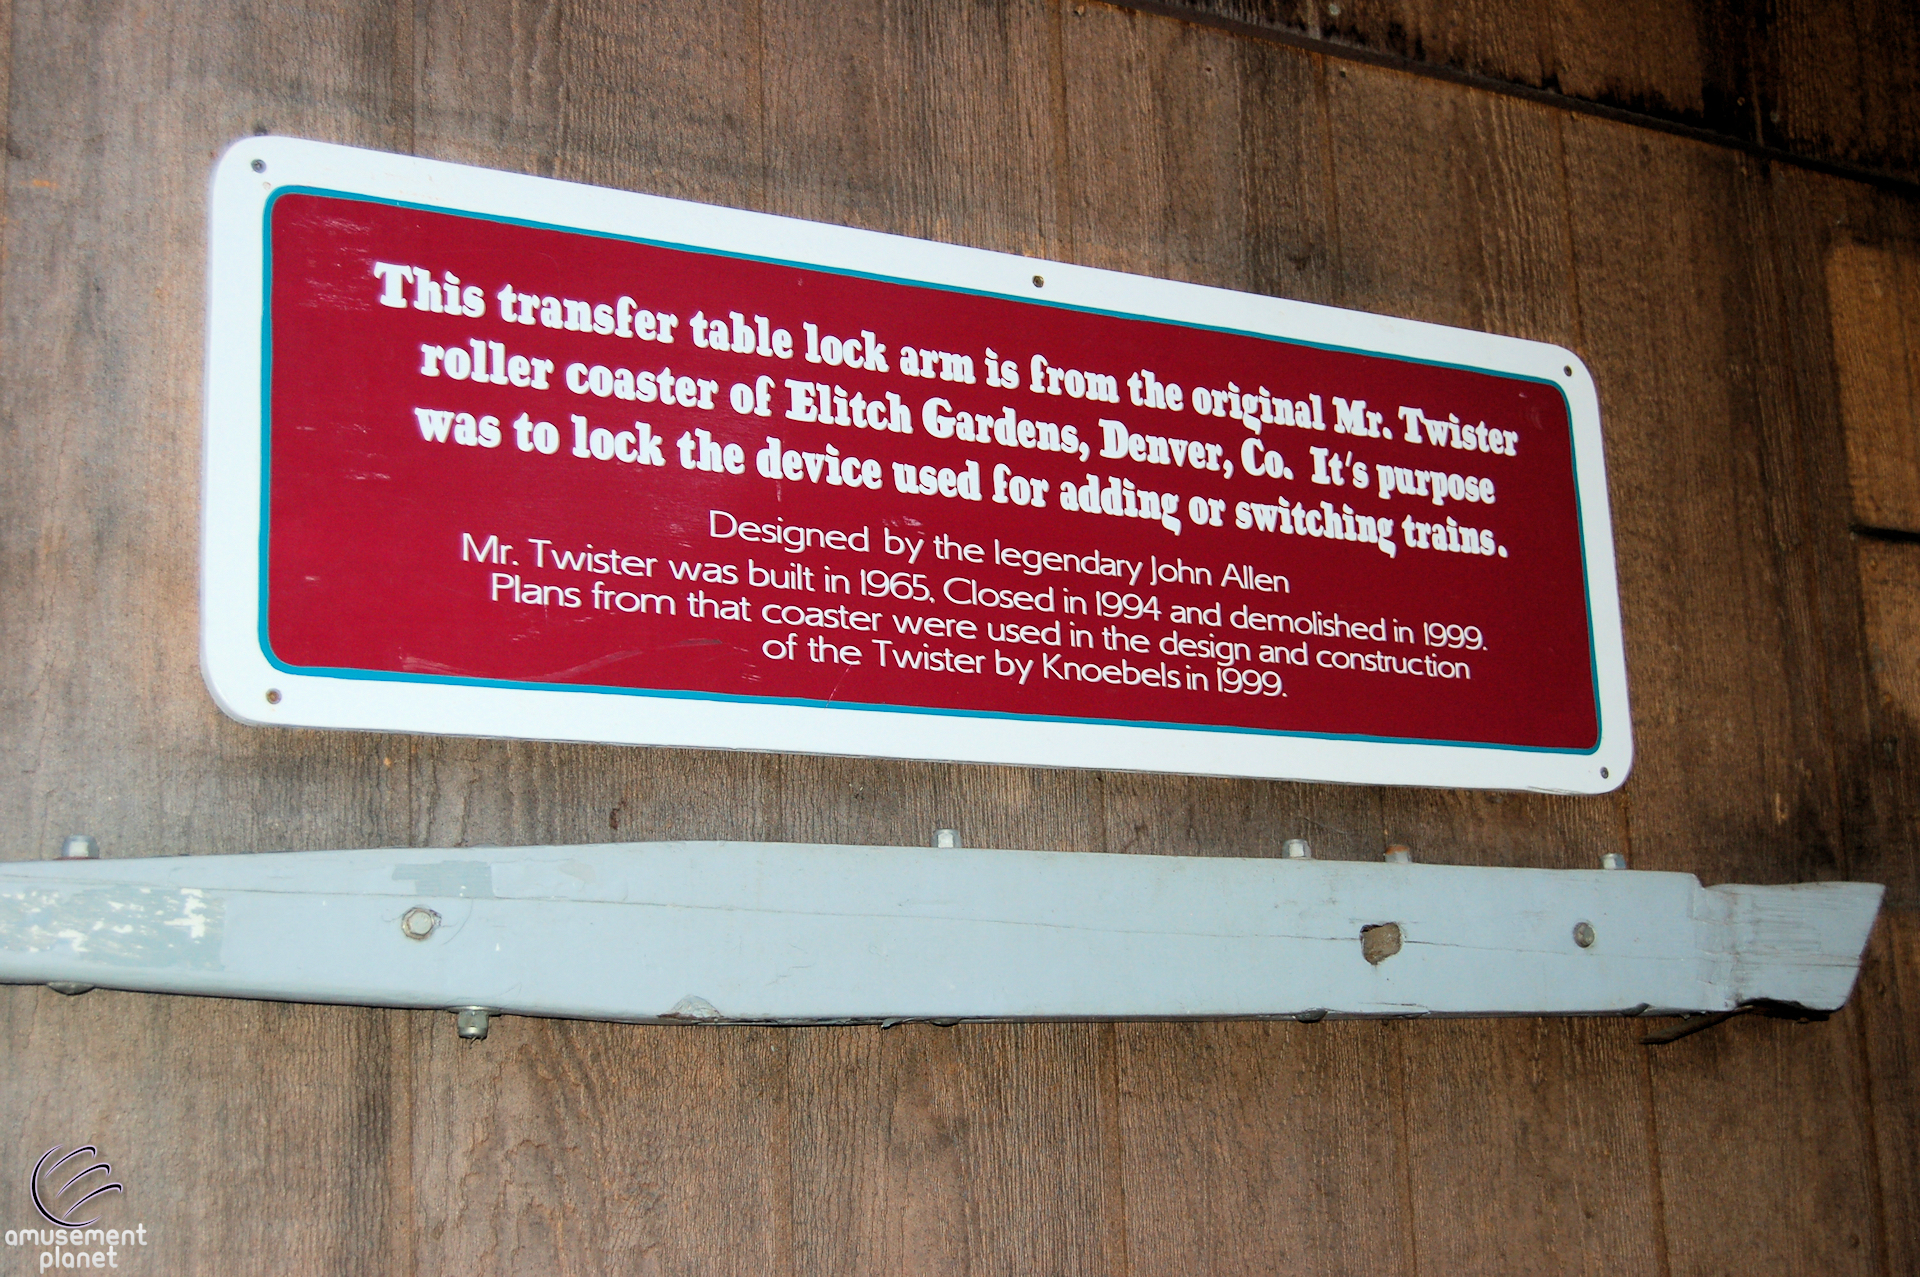 This transfer table lock arm is from the original Mr. Twister
roller coaster of Elitch Gardens, Denver, Co. It's purpose
was to lock the device used for adding or switching trains.
Designed by the legendary John Allen
Mr. Twister was built in 1965. Closed in 1994 and demolished in 1999.
Plans from that coaster were used in the design and construction
of the Twister by Knoebels in 1999.
amusement
planet